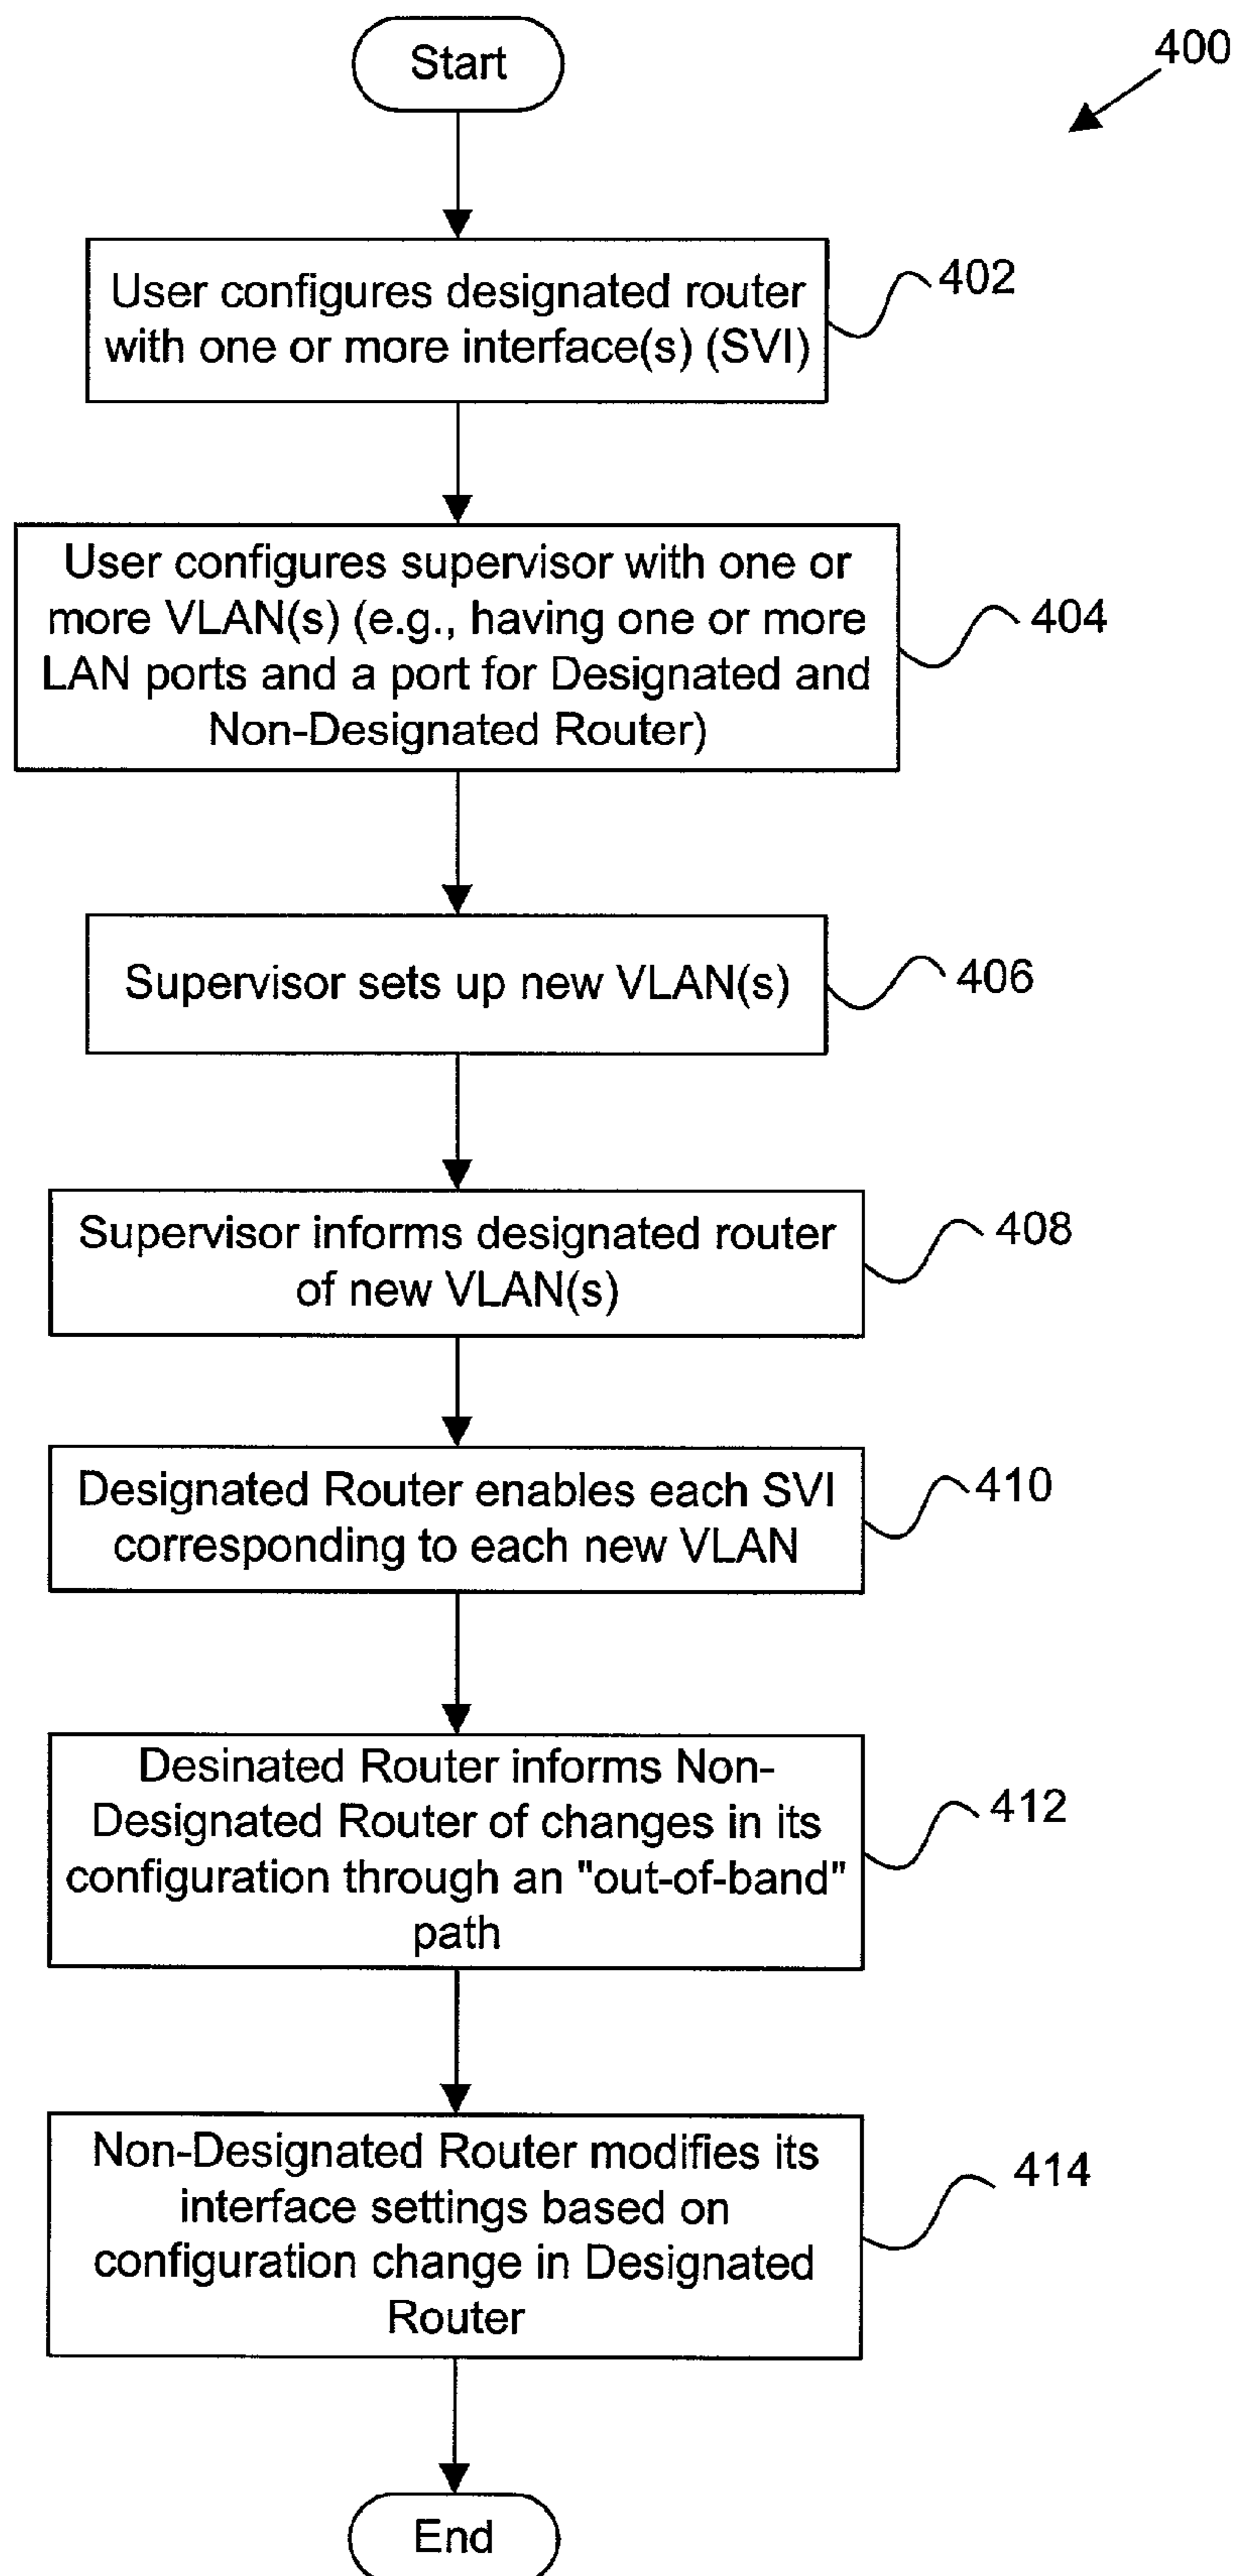 Start
400
User configures designated router
with one or more interface(s) (SVI)
402
User configures supervisor with one or
more VLAN(s) (e.g., having one or more
LAN ports and a port for Designated and
Non-Designated Router)
404
Supervisor sets up new VLAN(s)
406
Supervisor informs designated router
of new VLAN(s)
408
Designated Router enables each SVI
corresponding to each new VLAN
410
Desinated Router informs Non-
Designated Router of changes in its
configuration through an "out-of-band"
path
412
Non-Designated Router modifies its
interface settings based on
configuration change in Designated
Router
414
End